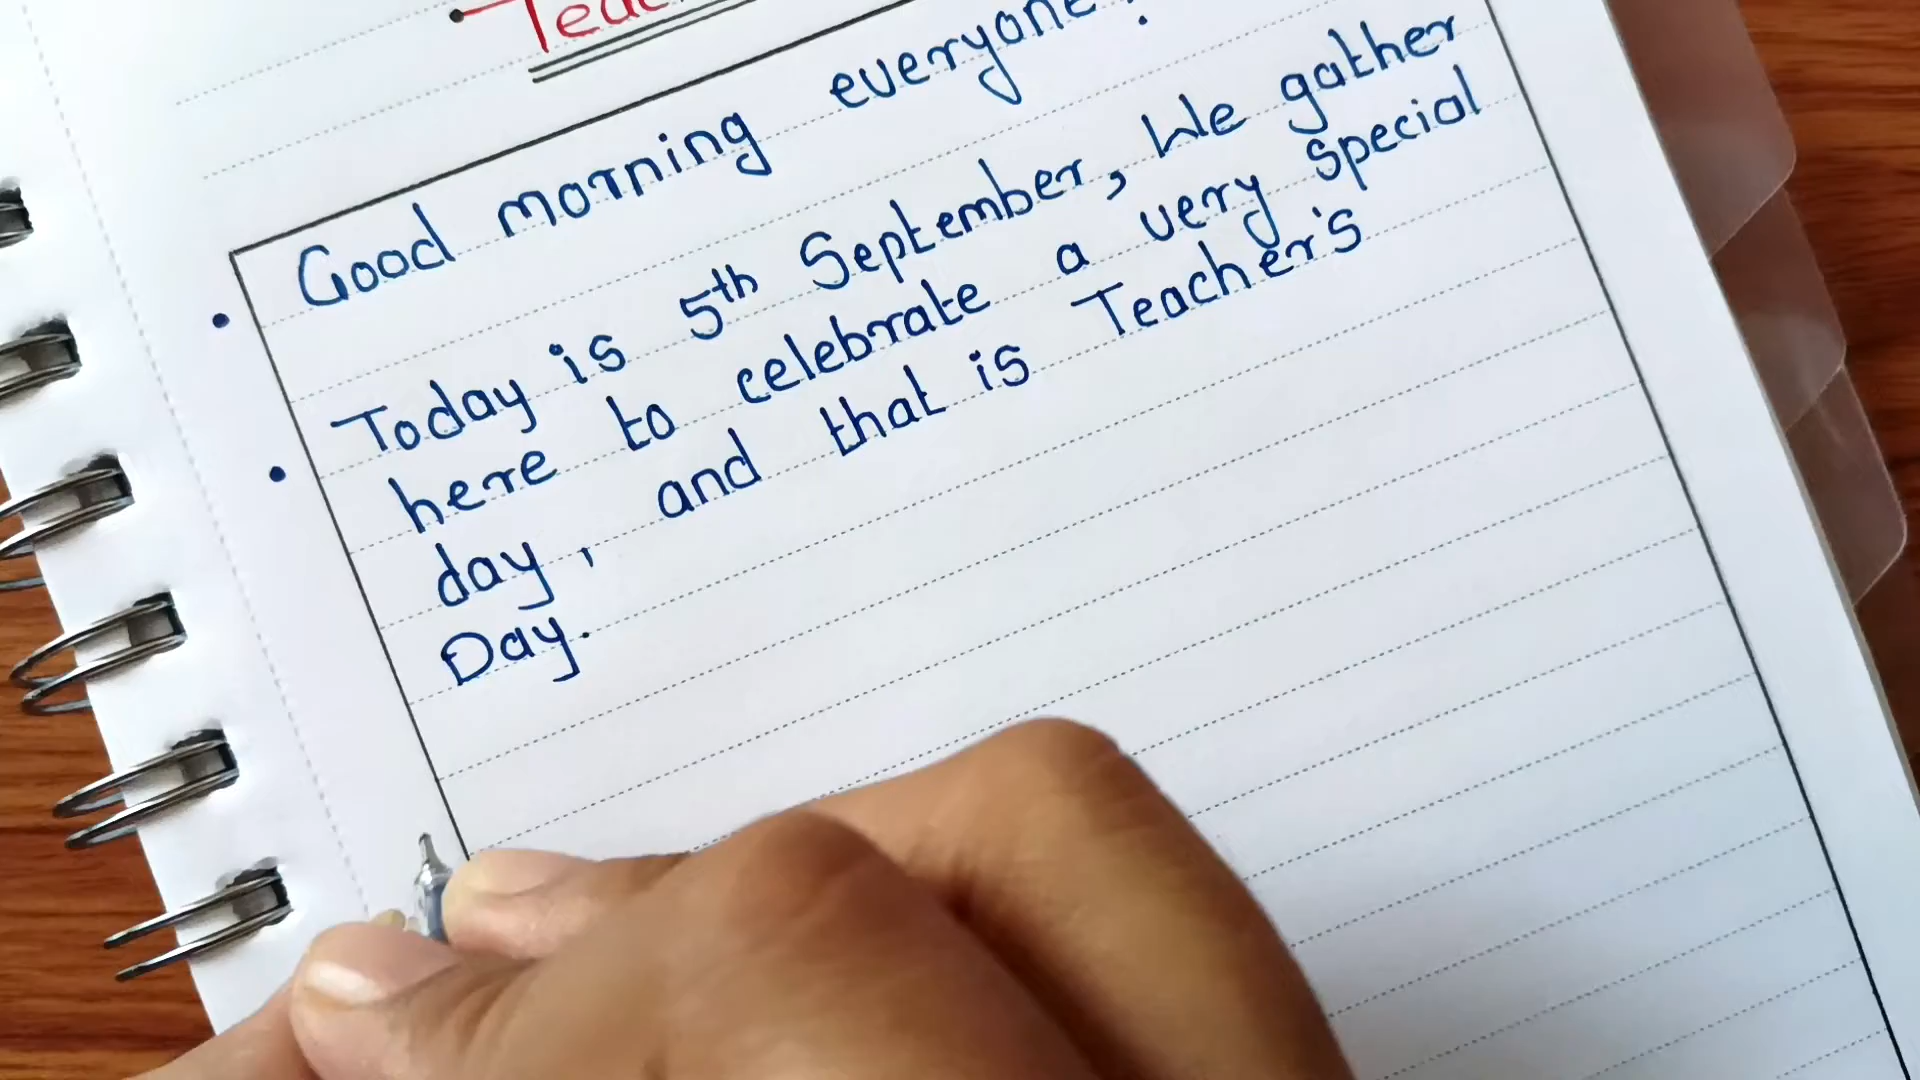 Good morning everyone!
Today is 5th September, We gather
here to celebrate a very special
day, and that is Teacher's
Day.